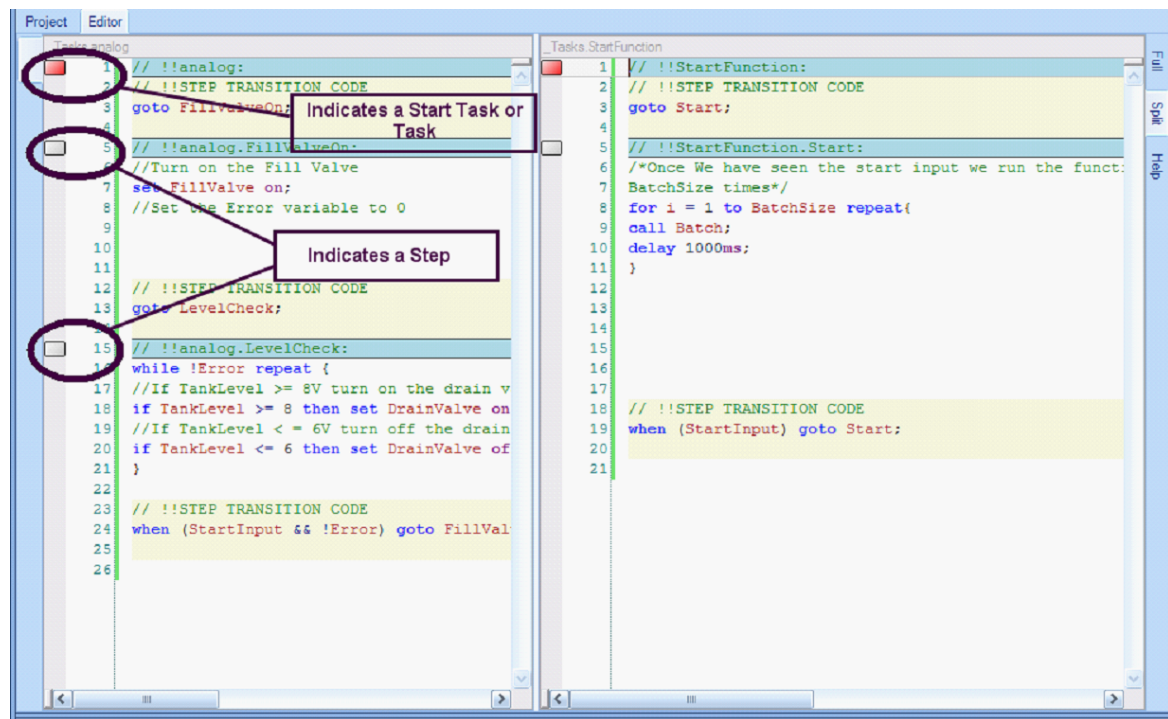 Project Editor
_Tasks.analog
1 // !!analog:
2 // !!STEP TRANSITION CODE
3 goto FillValveOn;
4
Indicates a Start Task or
Task
5 // !!analog.FillValveOn:
6 //Turn on the Fill Valve
7 set FillValve on;
8 //Set the Error variable to 0
9
10
11
Indicates a Step
12 // !!STEP TRANSITION CODE
13 goto LevelCheck;
14
15 // !!analog.LevelCheck:
16 while !Error repeat {
17 //If TankLevel >= 8V turn on the drain v
18 if TankLevel >= 8 then set DrainValve on
19 //If TankLevel < = 6V turn off the drain
20 if TankLevel <= 6 then set DrainValve of
21 }
22
23 // !!STEP TRANSITION CODE
24 when (StartInput && !Error) goto FillVal
25
26
_Tasks.StartFunction
1 // !!StartFunction:
2 // !!STEP TRANSITION CODE
3 goto Start;
4
5 // !!StartFunction.Start:
6 /*Once We have seen the start input we run the functi
7 BatchSize times*/
8 for i = 1 to BatchSize repeat{
9 call Batch;
10 delay 1000ms;
11 }
12
13
14
15
16
17
18 // !!STEP TRANSITION CODE
19 when (StartInput) goto Start;
20
21
Full
Split
Help